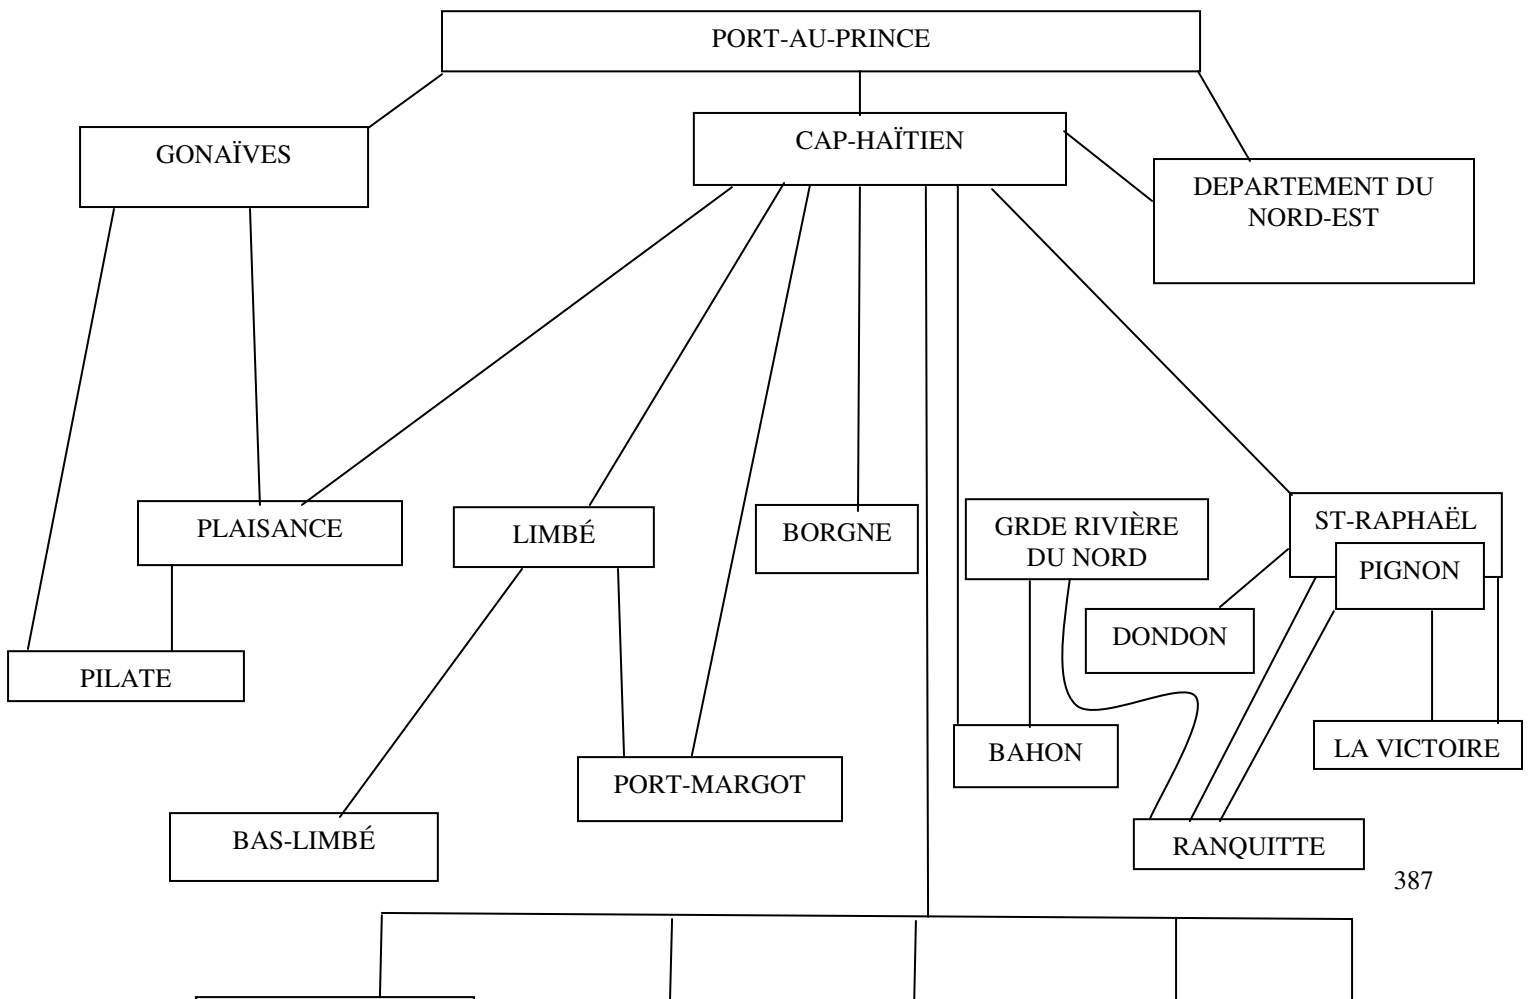 PORT-AU-PRINCE
GONAÏVES
CAP-HAÏTIEN
DEPARTEMENT DU
NORD-EST
PLAISANCE
LIMBÉ
BORGNE
GRDE RIVIÈRE
DU NORD
ST-RAPHAËL
PIGNON
DONDON
PILATE
BAHON
LA VICTOIRE
PORT-MARGOT
BAS-LIMBÉ
RANQUITTE
387